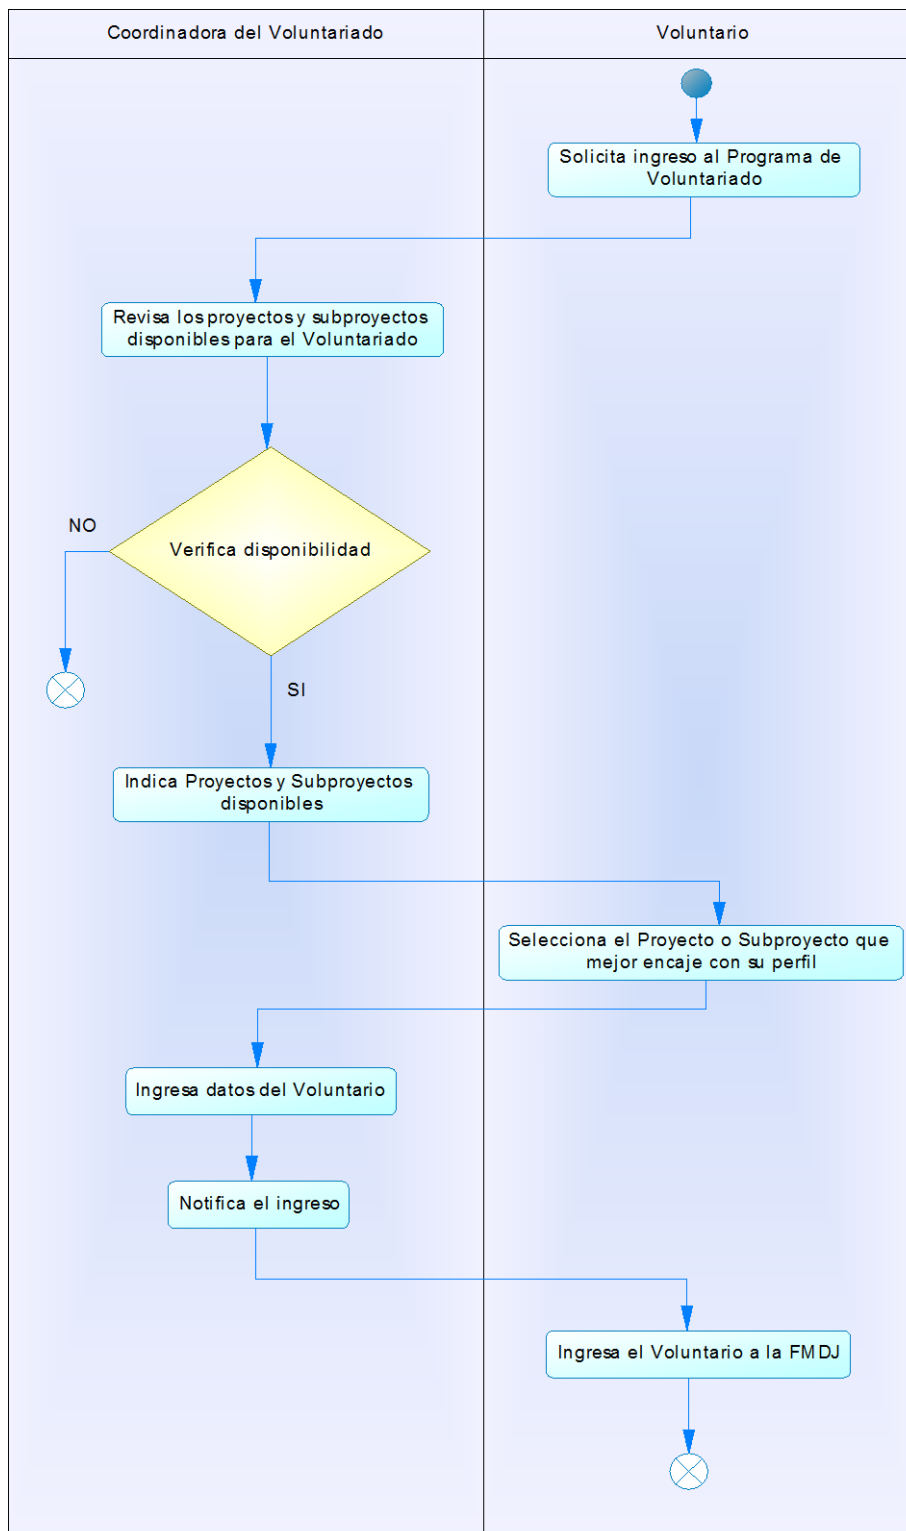 Coordinadora del Voluntariado
Voluntario
Solicita ingreso al Programa de
Voluntariado
Revisa los proyectos y subproyectos
disponibles para el Voluntariado
NO
Verifica disponibilidad
SI
Indica Proyectos y Subproyectos
disponibles
Selecciona el Proyecto o Subproyecto que
mejor encaje con su perfil
Ingresa datos del Voluntario
Notifica el ingreso
Ingresa el Voluntario a la FMDJ